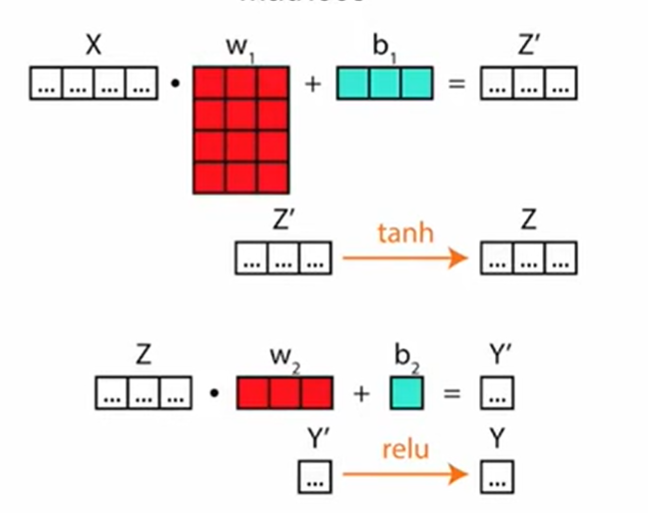 X w₁ b₁ Z'
... ... ... ... • + = ... ... ...
Z' Z
... ... ... tanh ... ... ...
Z w₂ b₂ Y'
... ... ... • + = ...
Y' Y
... relu ...